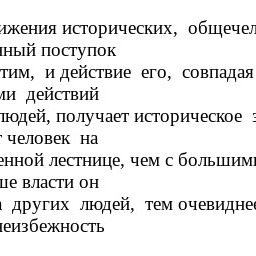 ижения исторических, общечел
нный поступок
тим, и действие его, совпадая
ми действий
людей, получает историческое з
т человек на
енной лестнице, чем с большими
ше власти он
а других людей, тем очевиднее
неизбежность